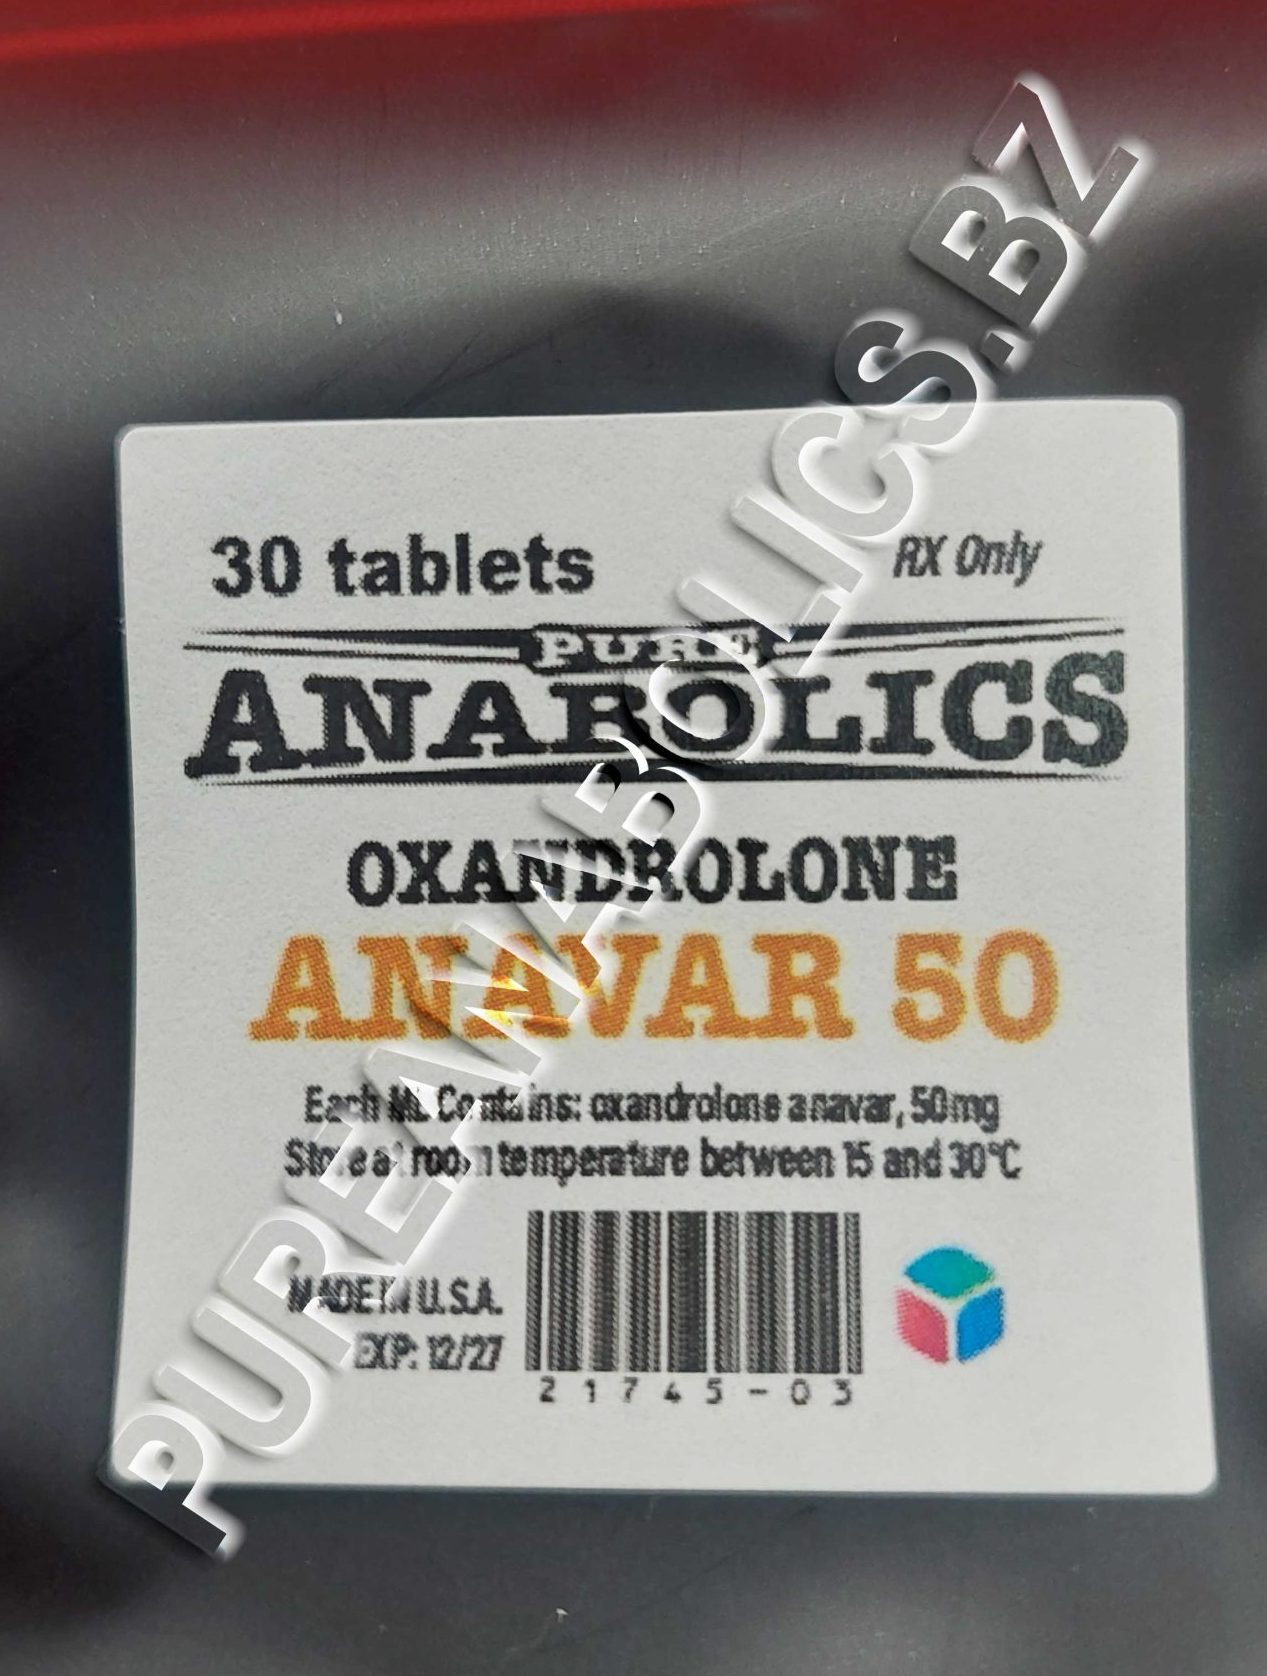 30 tablets
RX Only
PURE
ANABOLICS
OXANDROLONE
ANAVAR 50
Each ML Contains: oxandrolone anavar, 50mg
Store at room temperature between 15 and 30°C
MADE IN U.S.A.
EXP: 12/27
21745-03
PUREANABOLICS.BZ